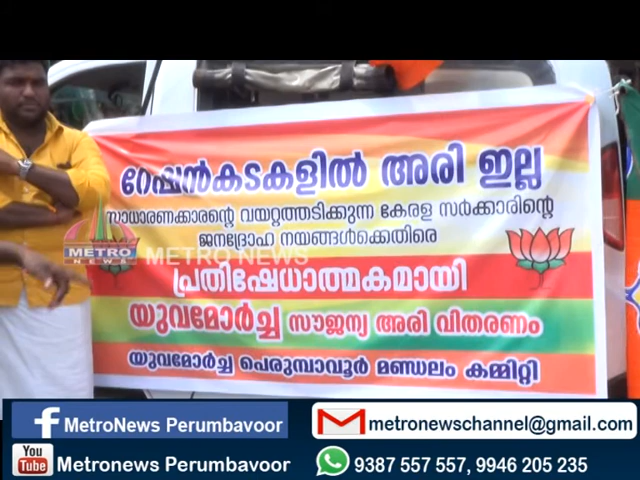 റേഷൻകടകളിൽ അരി ഇല്ല
സാധാരണക്കാരന്റെ വയറ്റത്തടിക്കുന്ന കേരള സർക്കാരിന്റെ
ജനദ്രോഹ നയങ്ങൾക്കെതിരെ
METRO NEWS
METRO NEWS
പ്രതിഷേധാത്മകമായി
യുവമോർച്ച സൗജന്യ അരി വിതരണം
യുവമോർച്ച പെരുമ്പാവൂർ മണ്ഡലം കമ്മിറ്റി
MetroNews Perumbavoor
metronewschannel@gmail.com
You Tube Metronews Perumbavoor
9387 557 557, 9946 205 235